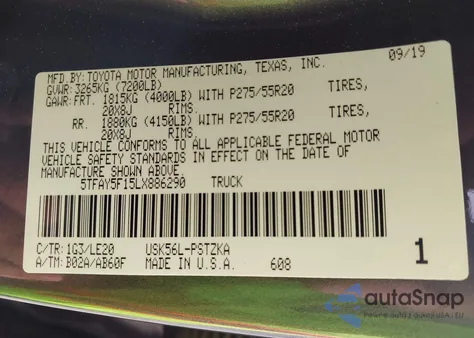 MFD.BY:TOYOTA MOTOR MANUFACTURING, TEXAS, INC. 09/19
GVWR:3265KG (7200LB)
GAWR:FRT. 1815KG (4000LB) WITH P275/55R20 TIRES,
20X8J RIMS
RR. 1880KG (4150LB) WITH P275/55R20 TIRES,
20X8J RIMS
THIS VEHICLE CONFORMS TO ALL APPLICABLE FEDERAL MOTOR
VEHICLE SAFETY STANDARDS IN EFFECT ON THE DATE OF
MANUFACTURE SHOWN ABOVE.
5TFAY5F15LX886290 TRUCK
C/TR:1G3/LE20 USK56L-PSTZKA
A/TM:B02A/AB60F MADE IN U.S.A. 608 1
autoSnap